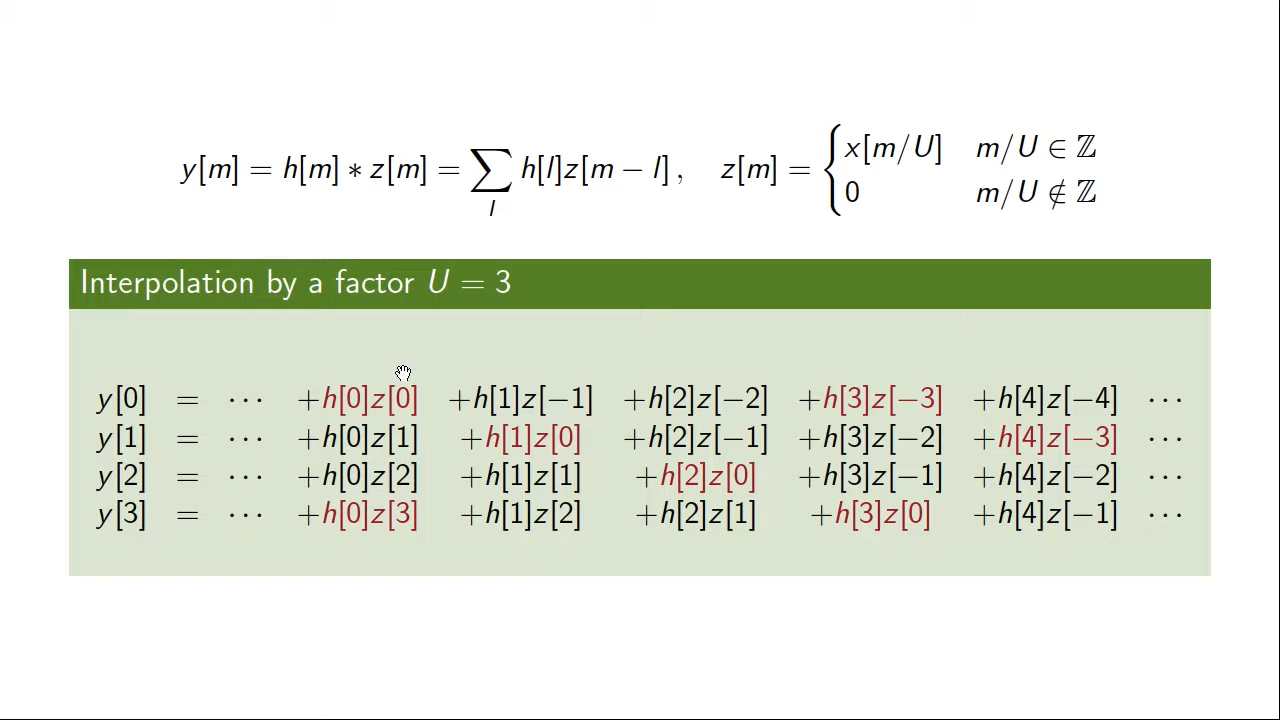 y[m] = h[m] ∗ z[m] = ∑_l h[l]z[m − l] , z[m] = { x[m/U] m/U ∈ ℤ
0 m/U ∉ ℤ
Interpolation by a factor U = 3
y[0] = ⋯ +h[0]z[0] +h[1]z[−1] +h[2]z[−2] +h[3]z[−3] +h[4]z[−4] ⋯
y[1] = ⋯ +h[0]z[1] +h[1]z[0] +h[2]z[−1] +h[3]z[−2] +h[4]z[−3] ⋯
y[2] = ⋯ +h[0]z[2] +h[1]z[1] +h[2]z[0] +h[3]z[−1] +h[4]z[−2] ⋯
y[3] = ⋯ +h[0]z[3] +h[1]z[2] +h[2]z[1] +h[3]z[0] +h[4]z[−1] ⋯